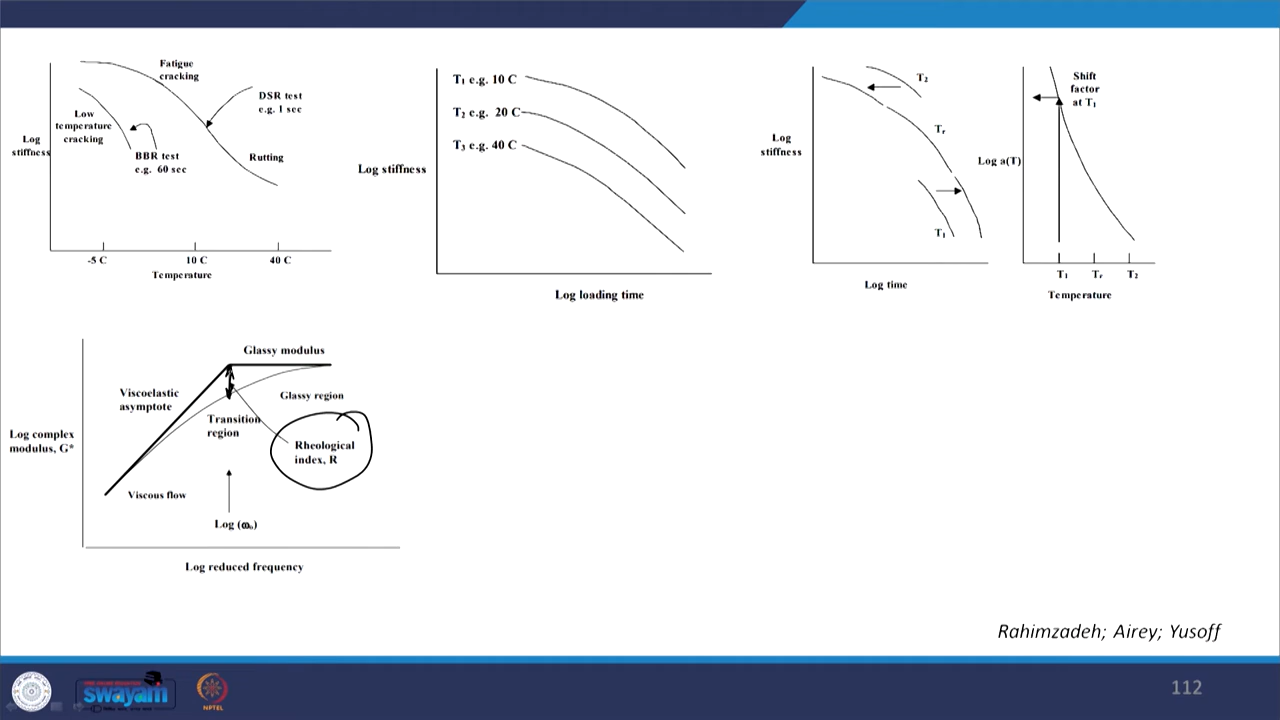 Fatigue
cracking
DSR test
e.g. 1 sec
Low
temperature
cracking
Log
stiffness
BBR test
e.g. 60 sec
Rutting
-5 C
10 C
40 C
Temperature
T₁ e.g. 10 C
T₂ e.g. 20 C
T₃ e.g. 40 C
Log stiffness
Log loading time
T₂
Log
stiffness
Tᵣ
T₁
Log time
Shift
factor
at T₁
Log a(T)
T₁
Tᵣ
T₂
Temperature
Glassy modulus
Viscoelastic
asymptote
Glassy region
Transition
region
Log complex
modulus, G*
Rheological
index, R
Viscous flow
Log (ω₀)
Log reduced frequency
Rahimzadeh; Airey; Yusoff
swayam
NPTEL
112